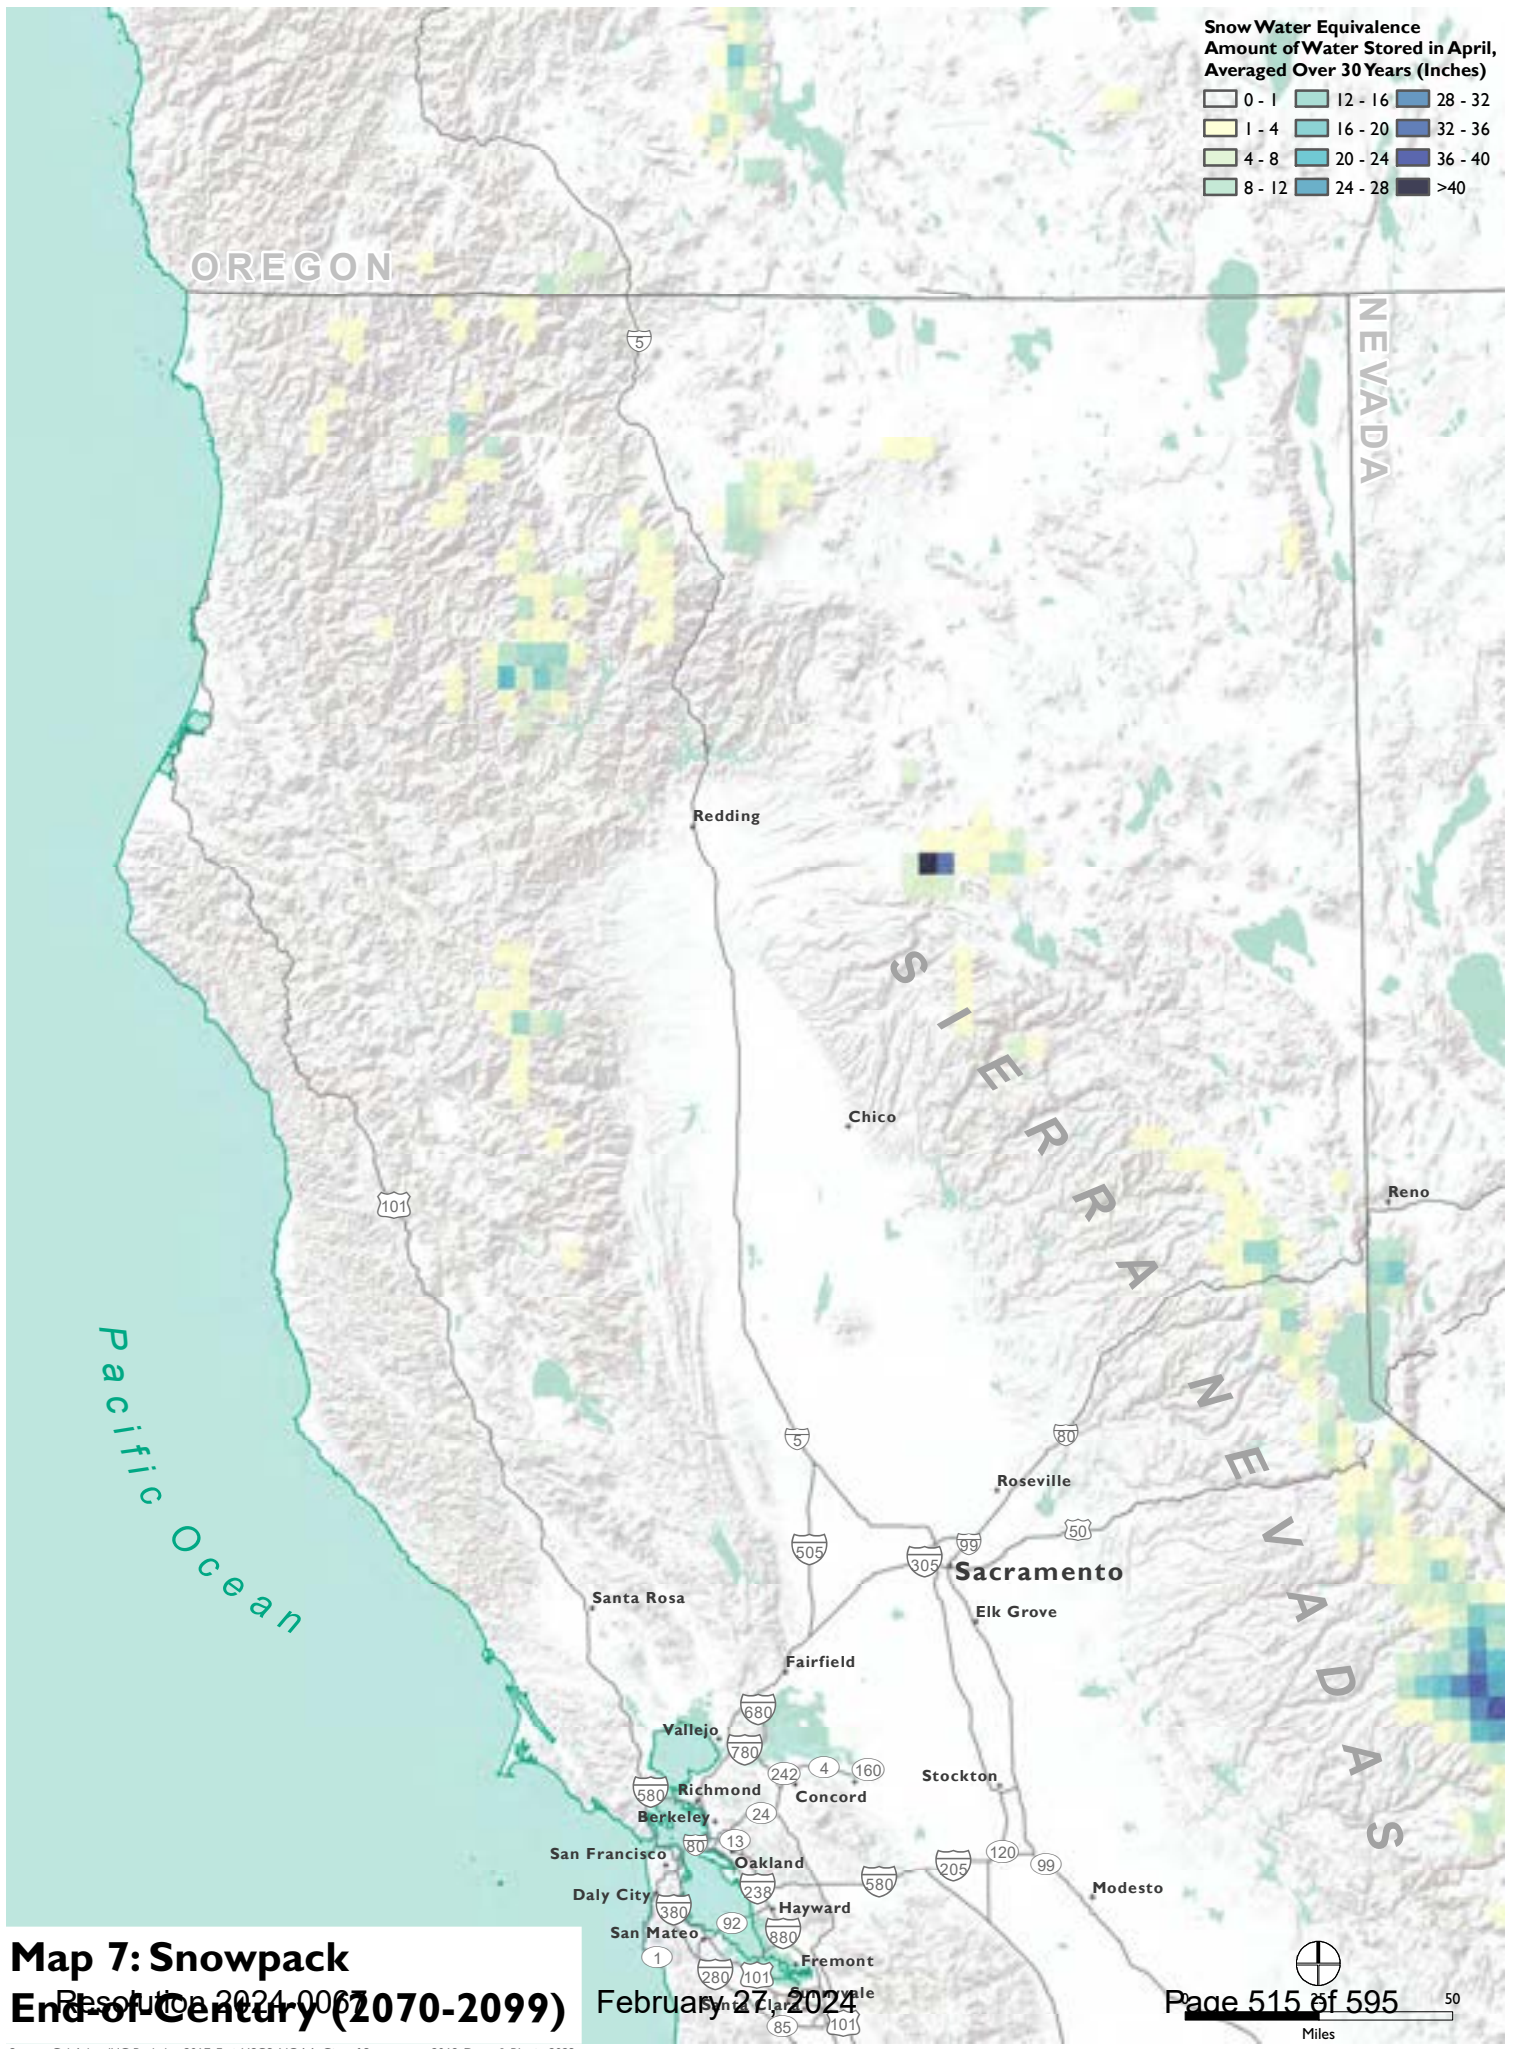 Snow Water Equivalence
Amount of Water Stored in April,
Averaged Over 30 Years (Inches)
0 - 1
12 - 16
28 - 32
1 - 4
16 - 20
32 - 36
4 - 8
20 - 24
36 - 40
8 - 12
24 - 28
>40
OREGON
NEVADA
5
Redding
SIERRA NEVADAS
Chico
Reno
101
Pacific Ocean
5
80
Roseville
50
505
305
99
Sacramento
Santa Rosa
Elk Grove
Fairfield
680
Vallejo
780
242
4
160
Stockton
580
Richmond
Concord
24
Berkeley
80
13
120
San Francisco
Oakland
205
99
580
238
Modesto
Daly City
380
Hayward
92
San Mateo
880
1
Fremont
280
101
Sunnyvale
Santa Clara
85
101
Map 7: Snowpack
End-of-Century (2070-2099)
Resolution 2024-0067
February 27, 2024
Page 515 of 595
0
25
50
Miles